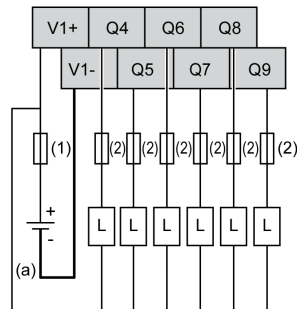 V1+ Q4 Q6 Q8
V1- Q5 Q7 Q9
(1) (2) (2) (2) (2) (2) (2)
+
-
L L L L L L
(a)